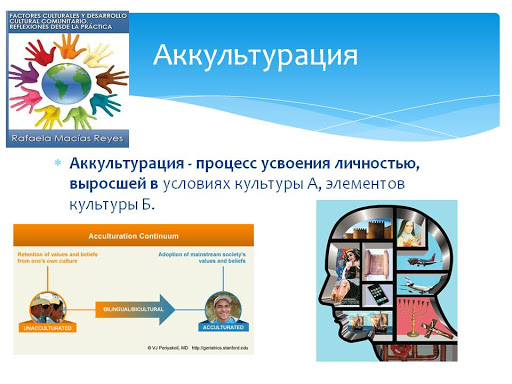 FACTORES CULTURALES Y DESARROLLO
CULTURAL COMUNITARIO.
REFLEXIONES DESDE LA PRÁCTICA
Rafaela Macías Reyes
Аккультурация
Аккультурация - процесс усвоения личностью,
выросшей в условиях культуры А, элементов
культуры Б.
Acculturation Continuum
Retention of values and beliefs
from one's own culture
Adoption of mainstream society's
values and beliefs
UNACCULTURATED
BILINGUAL/BICULTURAL
ACCULTURATED
© VJ Periyakoil, MD http://geriatrics.stanford.edu